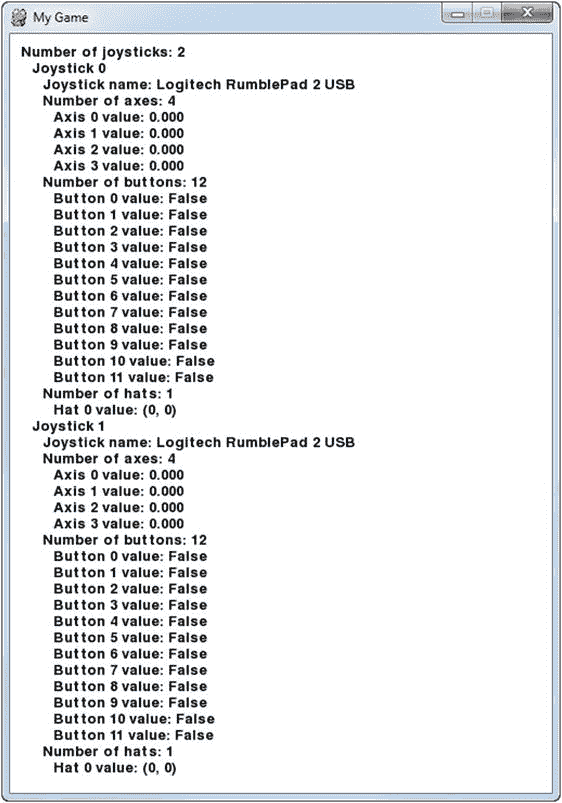 My Game
Number of joysticks: 2
Joystick 0
Joystick name: Logitech RumblePad 2 USB
Number of axes: 4
Axis 0 value: 0.000
Axis 1 value: 0.000
Axis 2 value: 0.000
Axis 3 value: 0.000
Number of buttons: 12
Button 0 value: False
Button 1 value: False
Button 2 value: False
Button 3 value: False
Button 4 value: False
Button 5 value: False
Button 6 value: False
Button 7 value: False
Button 8 value: False
Button 9 value: False
Button 10 value: False
Button 11 value: False
Number of hats: 1
Hat 0 value: (0, 0)
Joystick 1
Joystick name: Logitech RumblePad 2 USB
Number of axes: 4
Axis 0 value: 0.000
Axis 1 value: 0.000
Axis 2 value: 0.000
Axis 3 value: 0.000
Number of buttons: 12
Button 0 value: False
Button 1 value: False
Button 2 value: False
Button 3 value: False
Button 4 value: False
Button 5 value: False
Button 6 value: False
Button 7 value: False
Button 8 value: False
Button 9 value: False
Button 10 value: False
Button 11 value: False
Number of hats: 1
Hat 0 value: (0, 0)